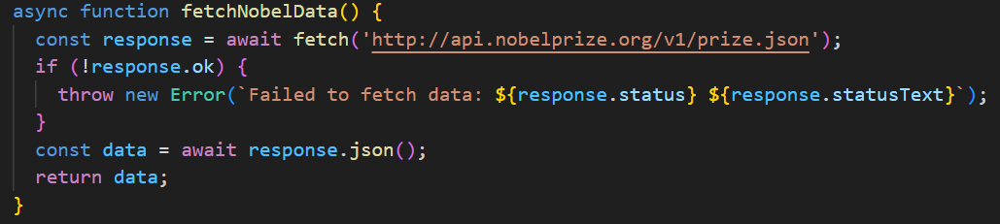 async function fetchNobelData() {
  const response = await fetch('http://api.nobelprize.org/v1/prize.json');
  if (!response.ok) {
    throw new Error(`Failed to fetch data: ${response.status} ${response.statusText}`);
  }
  const data = await response.json();
  return data;
}